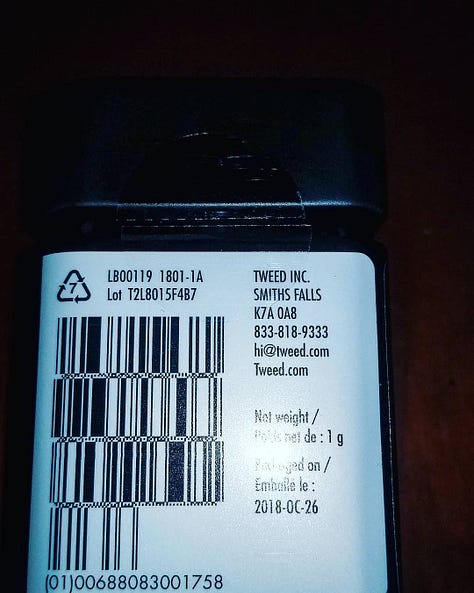 7
LB00119 1801-1A
Lot T2L8015F4B7
(01)00688083001758
TWEED INC.
SMITHS FALLS
K7A 0A8
833-818-9333
hi@tweed.com
Tweed.com
Net weight /
Poids net de : 1 g
Packaged on /
Emballé le :
2018-OC-26